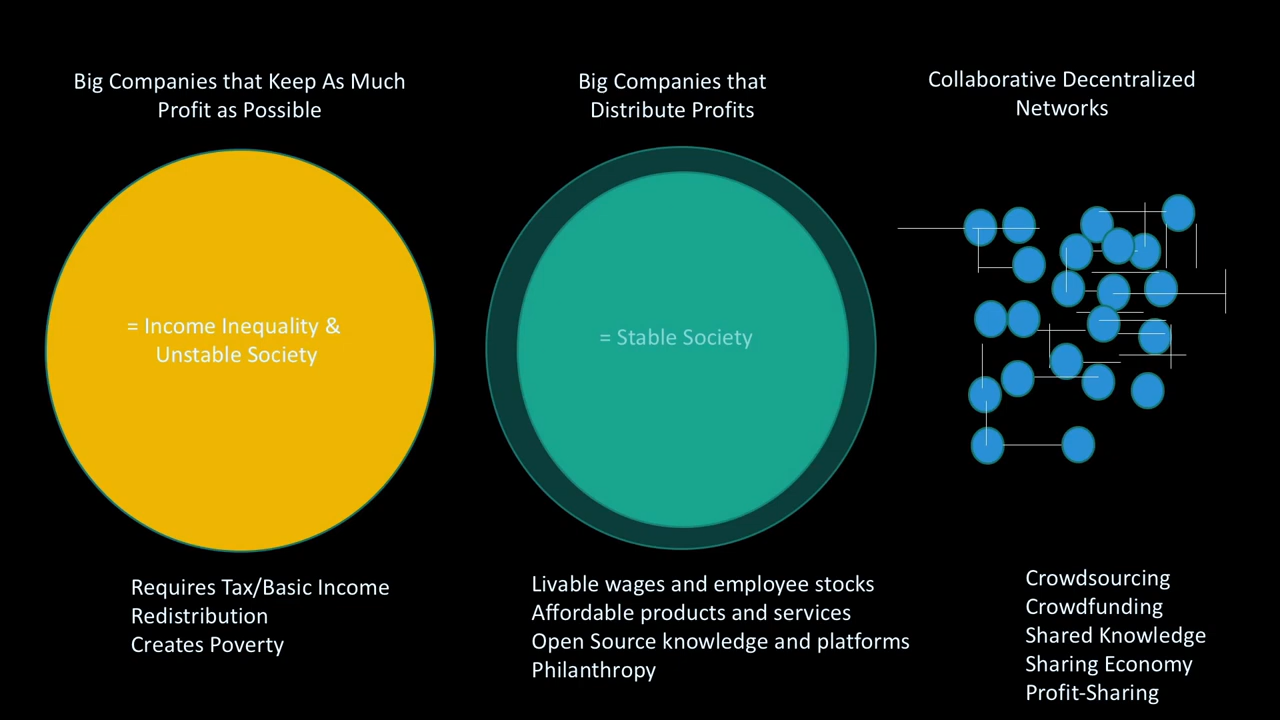 Big Companies that Keep As Much
Profit as Possible
= Income Inequality &
Unstable Society
Requires Tax/Basic Income
Redistribution
Creates Poverty
Big Companies that
Distribute Profits
= Stable Society
Livable wages and employee stocks
Affordable products and services
Open Source knowledge and platforms
Philanthropy
Collaborative Decentralized
Networks
Crowdsourcing
Crowdfunding
Shared Knowledge
Sharing Economy
Profit-Sharing